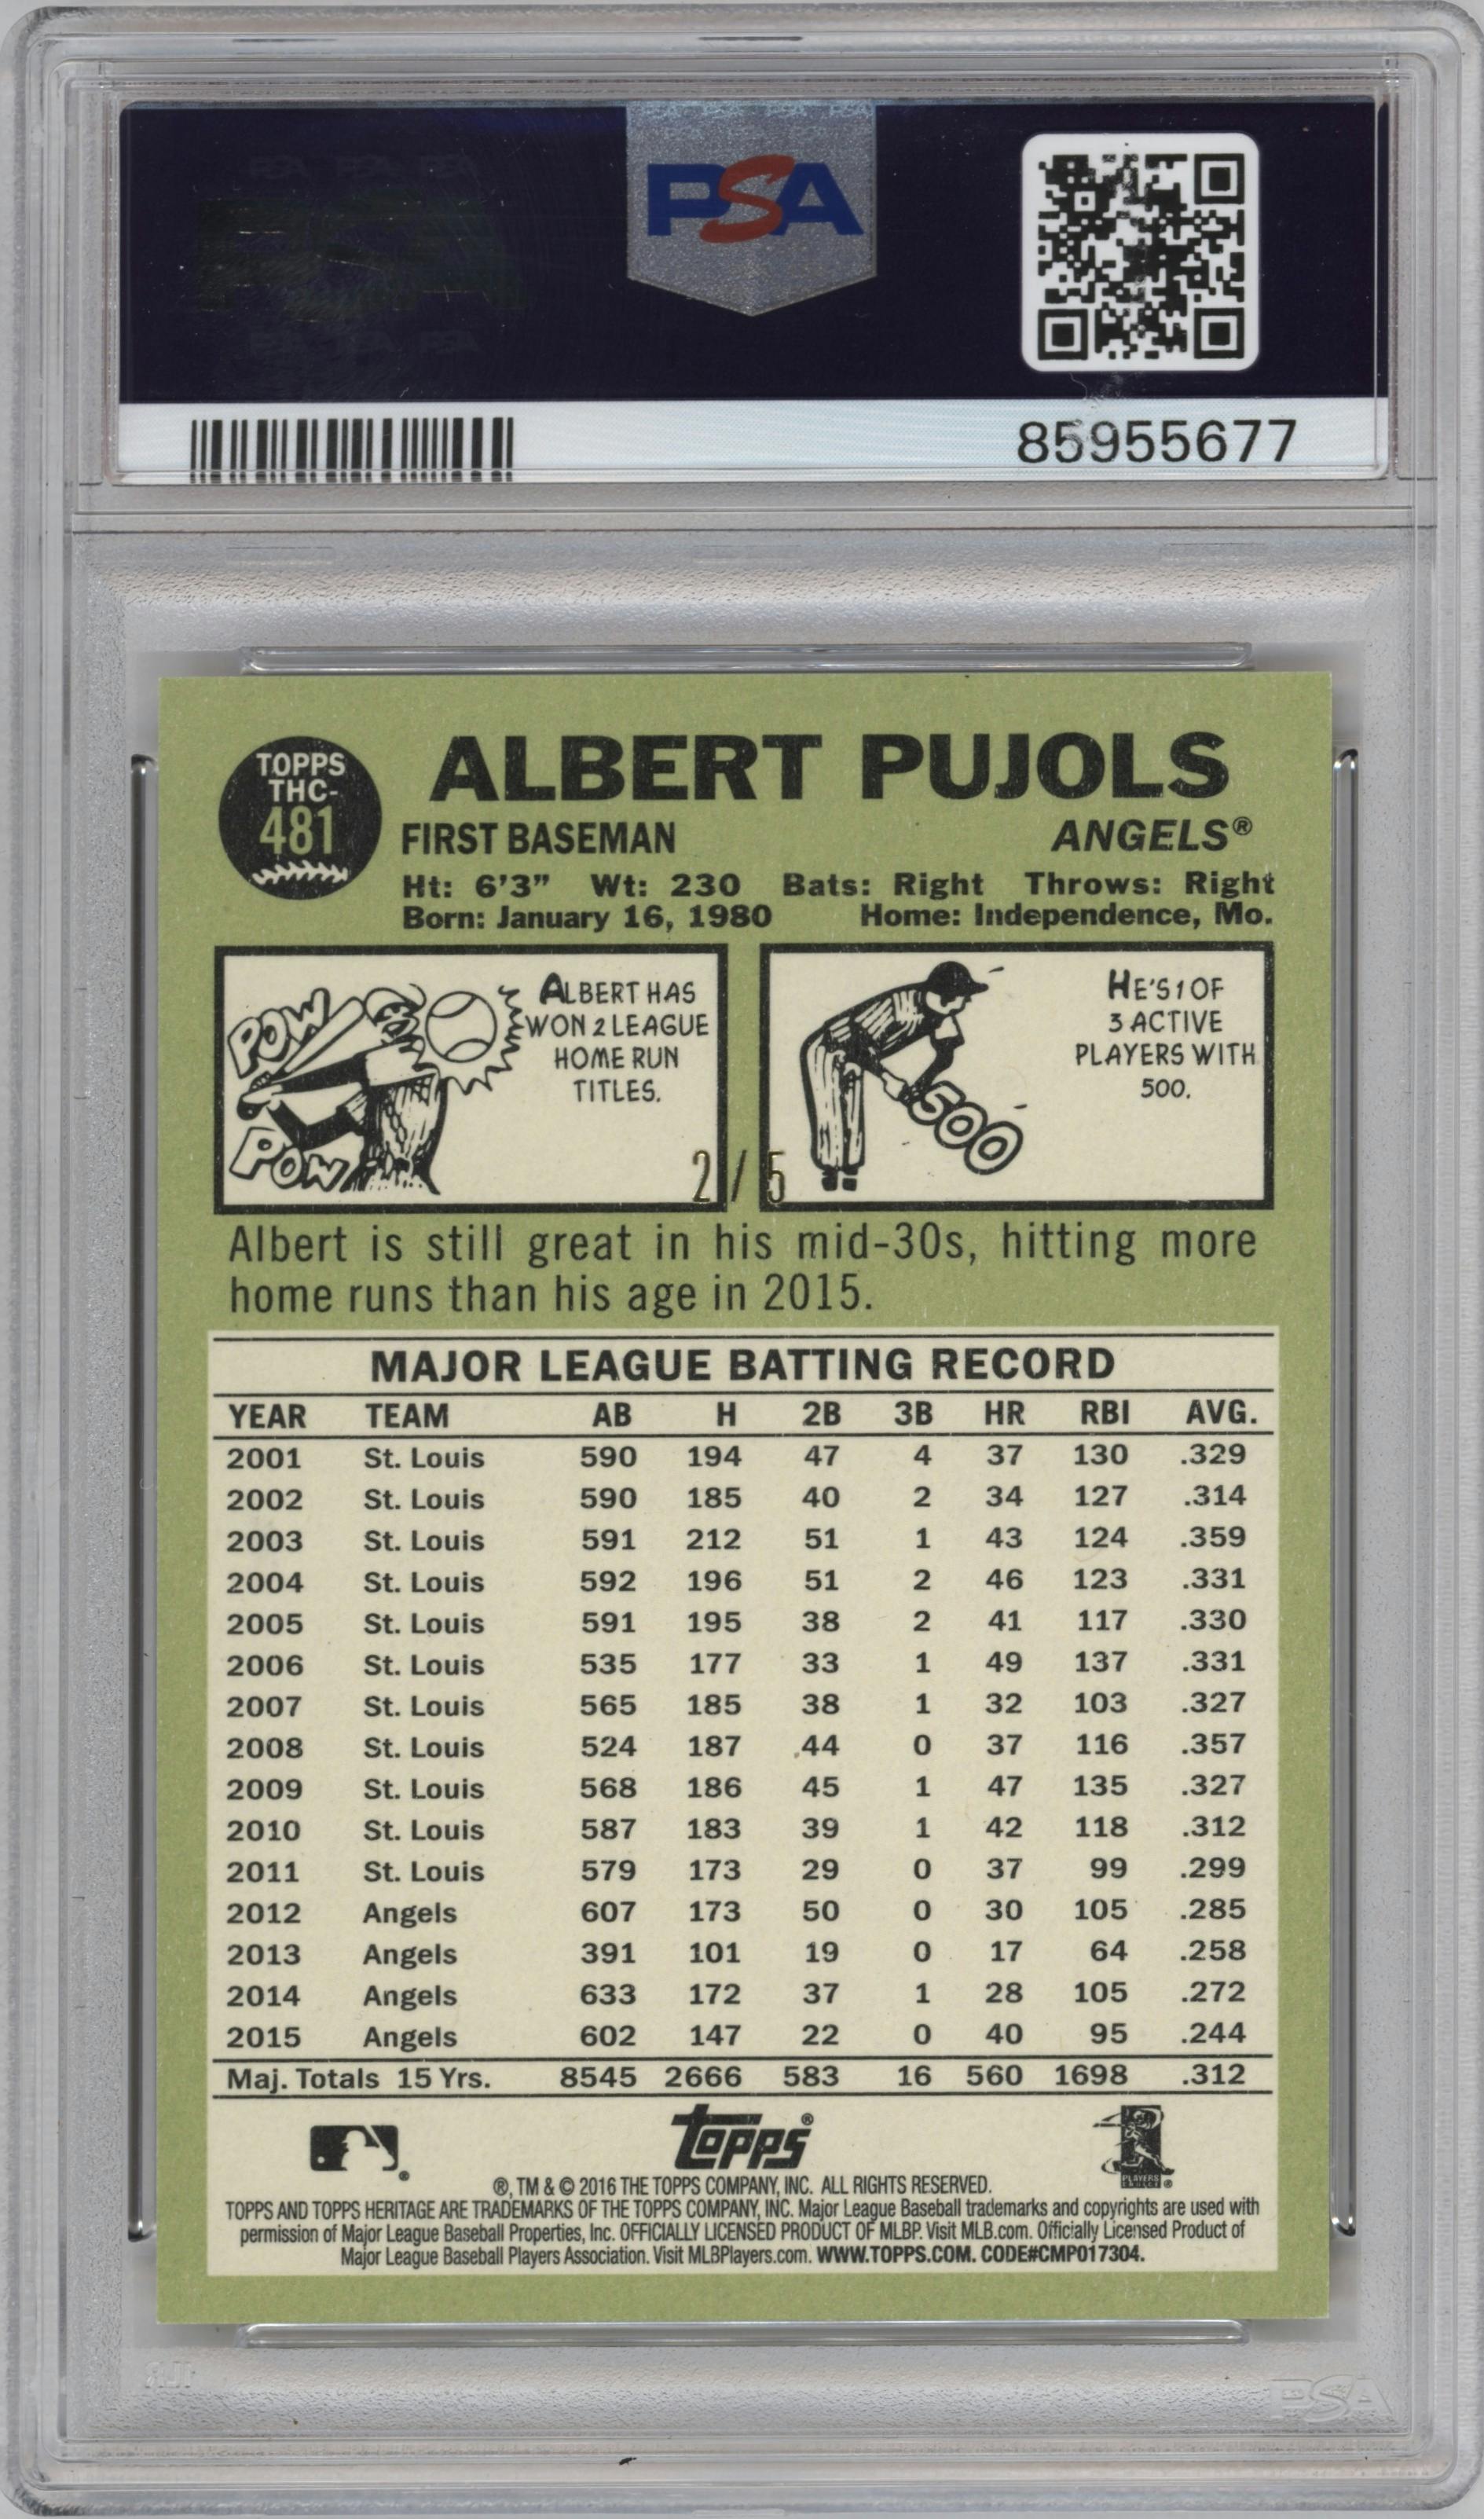 PSA
85955677
TOPPS
THC-
481
ALBERT PUJOLS
FIRST BASEMAN ANGELS®
Ht: 6'3" Wt: 230 Bats: Right Throws: Right
Born: January 16, 1980 Home: Independence, Mo.
POW
POW
ALBERT HAS
WON 2 LEAGUE
HOME RUN
TITLES.
500
HE'S 1 OF
3 ACTIVE
PLAYERS WITH
500.
2/5
Albert is still great in his mid-30s, hitting more
home runs than his age in 2015.
MAJOR LEAGUE BATTING RECORD
YEAR TEAM AB H 2B 3B HR RBI AVG.
2001 St. Louis 590 194 47 4 37 130 .329
2002 St. Louis 590 185 40 2 34 127 .314
2003 St. Louis 591 212 51 1 43 124 .359
2004 St. Louis 592 196 51 2 46 123 .331
2005 St. Louis 591 195 38 2 41 117 .330
2006 St. Louis 535 177 33 1 49 137 .331
2007 St. Louis 565 185 38 1 32 103 .327
2008 St. Louis 524 187 44 0 37 116 .357
2009 St. Louis 568 186 45 1 47 135 .327
2010 St. Louis 587 183 39 1 42 118 .312
2011 St. Louis 579 173 29 0 37 99 .299
2012 Angels 607 173 50 0 30 105 .285
2013 Angels 391 101 19 0 17 64 .258
2014 Angels 633 172 37 1 28 105 .272
2015 Angels 602 147 22 0 40 95 .244
Maj. Totals 15 Yrs. 8545 2666 583 16 560 1698 .312
Topps®
PLAYERS
®, TM & © 2016 THE TOPPS COMPANY, INC. ALL RIGHTS RESERVED.
TOPPS AND TOPPS HERITAGE ARE TRADEMARKS OF THE TOPPS COMPANY, INC. Major League Baseball trademarks and copyrights are used with
permission of Major League Baseball Properties, Inc. OFFICIALLY LICENSED PRODUCT OF MLBP. Visit MLB.com. Officially Licensed Product of
Major League Baseball Players Association. Visit MLBPlayers.com. WWW.TOPPS.COM. CODE#CMP017304.
PSA